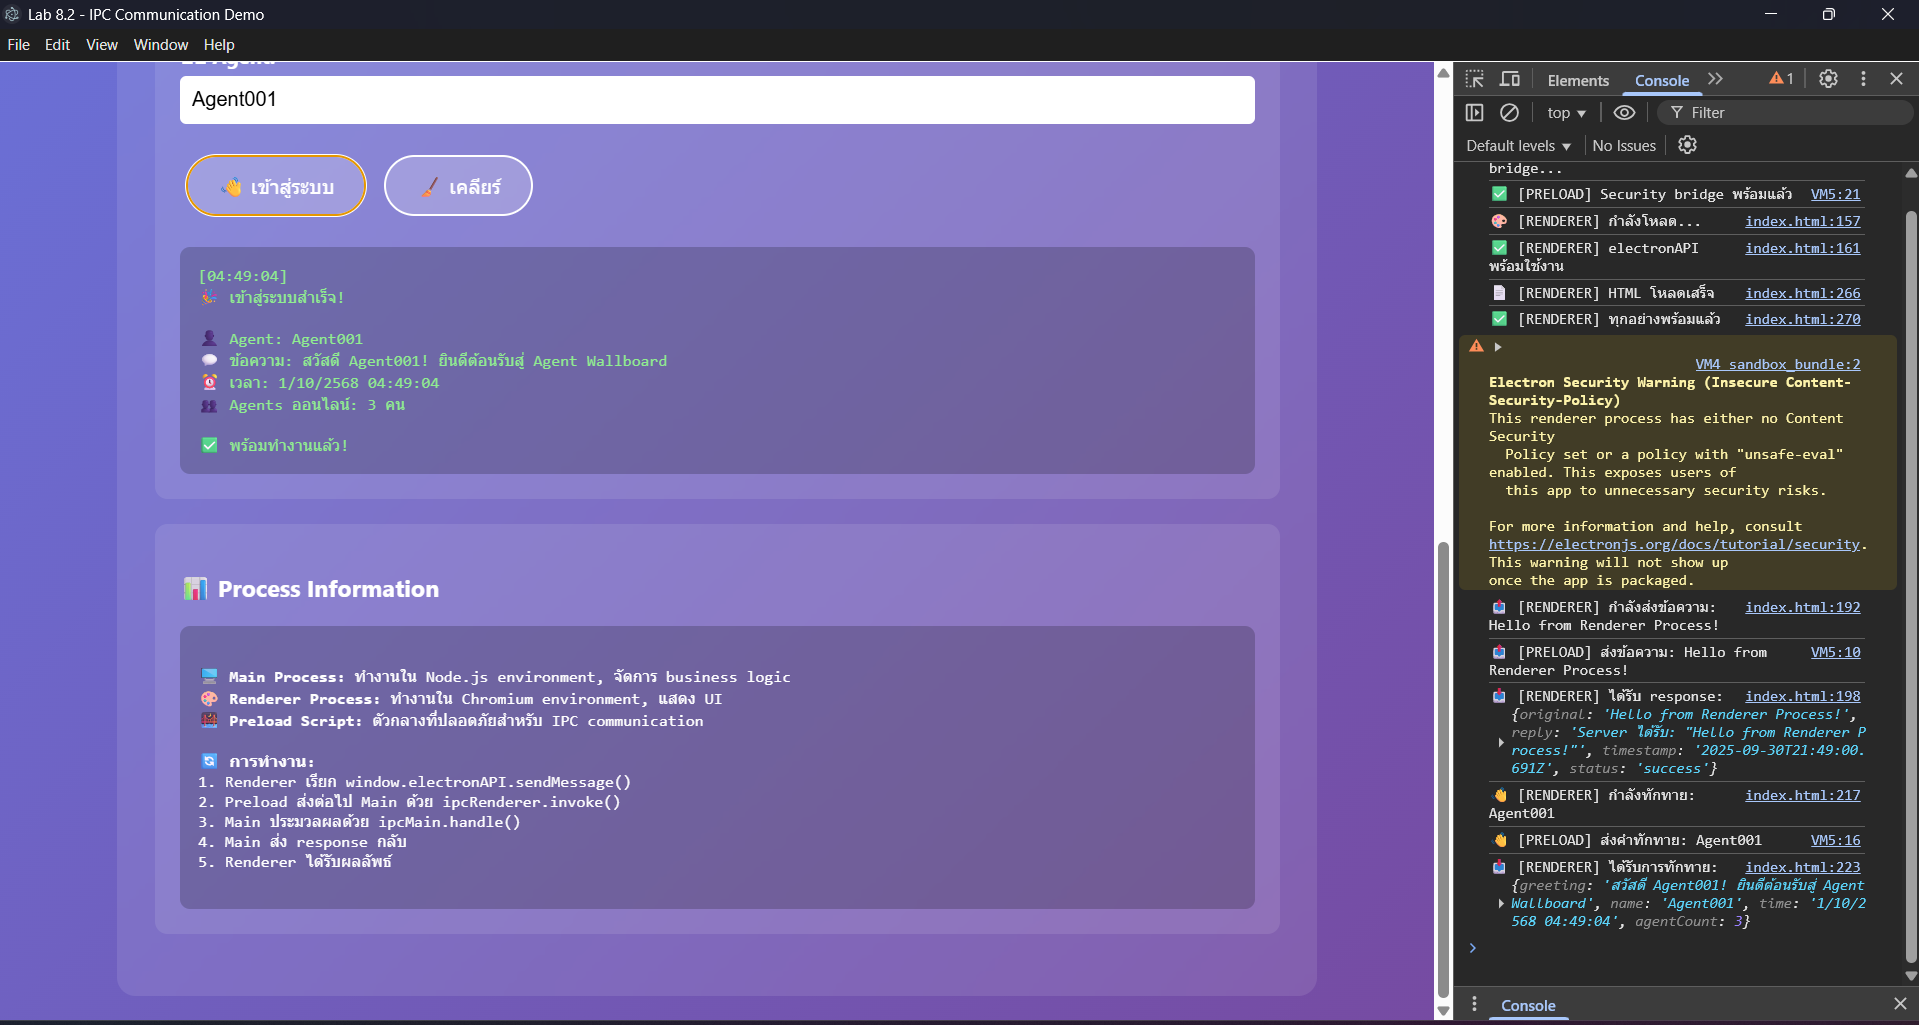 Lab 8.2 - IPC Communication Demo
File Edit View Window Help
Agent001
👋 เข้าสู่ระบบ
🧹 เคลียร์
[04:49:04]
🎉 เข้าสู่ระบบสำเร็จ!
👤 Agent: Agent001
💬 ข้อความ: สวัสดี Agent001! ยินดีต้อนรับสู่ Agent Wallboard
⏰ เวลา: 1/10/2568 04:49:04
👥 Agents ออนไลน์: 3 คน
✅ พร้อมทำงานแล้ว!
📊 Process Information
🖥️ Main Process: ทำงานใน Node.js environment, จัดการ business logic
🎨 Renderer Process: ทำงานใน Chromium environment, แสดง UI
🌉 Preload Script: ตัวกลางที่ปลอดภัยสำหรับ IPC communication
🔄 การทำงาน:
1. Renderer เรียก window.electronAPI.sendMessage()
2. Preload ส่งต่อไป Main ด้วย ipcRenderer.invoke()
3. Main ประมวลผลด้วย ipcMain.handle()
4. Main ส่ง response กลับ
5. Renderer ได้รับผลลัพธ์
Elements Console 1
top Filter
Default levels No Issues
bridge...
✅ [PRELOAD] Security bridge พร้อมแล้ว VM5:21
🎨 [RENDERER] กำลังโหลด... index.html:157
✅ [RENDERER] electronAPI index.html:161
พร้อมใช้งาน
📄 [RENDERER] HTML โหลดเสร็จ index.html:266
✅ [RENDERER] ทุกอย่างพร้อมแล้ว index.html:270
VM4 sandbox_bundle:2
Electron Security Warning (Insecure Content-
Security-Policy)
This renderer process has either no Content
Security
Policy set or a policy with "unsafe-eval"
enabled. This exposes users of
this app to unnecessary security risks.
For more information and help, consult
https://electronjs.org/docs/tutorial/security.
This warning will not show up
once the app is packaged.
📤 [RENDERER] กำลังส่งข้อความ: index.html:192
Hello from Renderer Process!
📤 [PRELOAD] ส่งข้อความ: Hello from VM5:10
Renderer Process!
📥 [RENDERER] ได้รับ response: index.html:198
{original: 'Hello from Renderer Process!',
reply: 'Server ได้รับ: "Hello from Renderer P
rocess!"', timestamp: '2025-09-30T21:49:00.
691Z', status: 'success'}
👋 [RENDERER] กำลังทักทาย: index.html:217
Agent001
👋 [PRELOAD] ส่งคำทักทาย: Agent001 VM5:16
📥 [RENDERER] ได้รับการทักทาย: index.html:223
{greeting: 'สวัสดี Agent001! ยินดีต้อนรับสู่ Agent
Wallboard', name: 'Agent001', time: '1/10/2
568 04:49:04', agentCount: 3}
Console